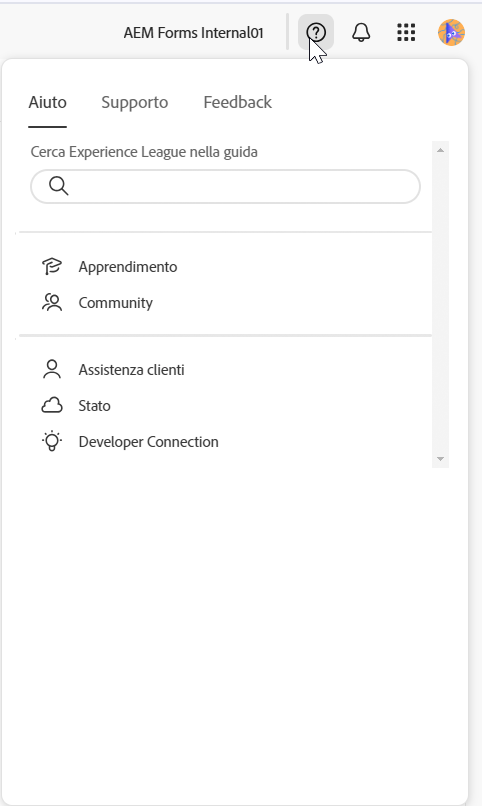 AEM Forms Internal01
Aiuto Supporto Feedback
Cerca Experience League nella guida
Apprendimento
Community
Assistenza clienti
Stato
Developer Connection